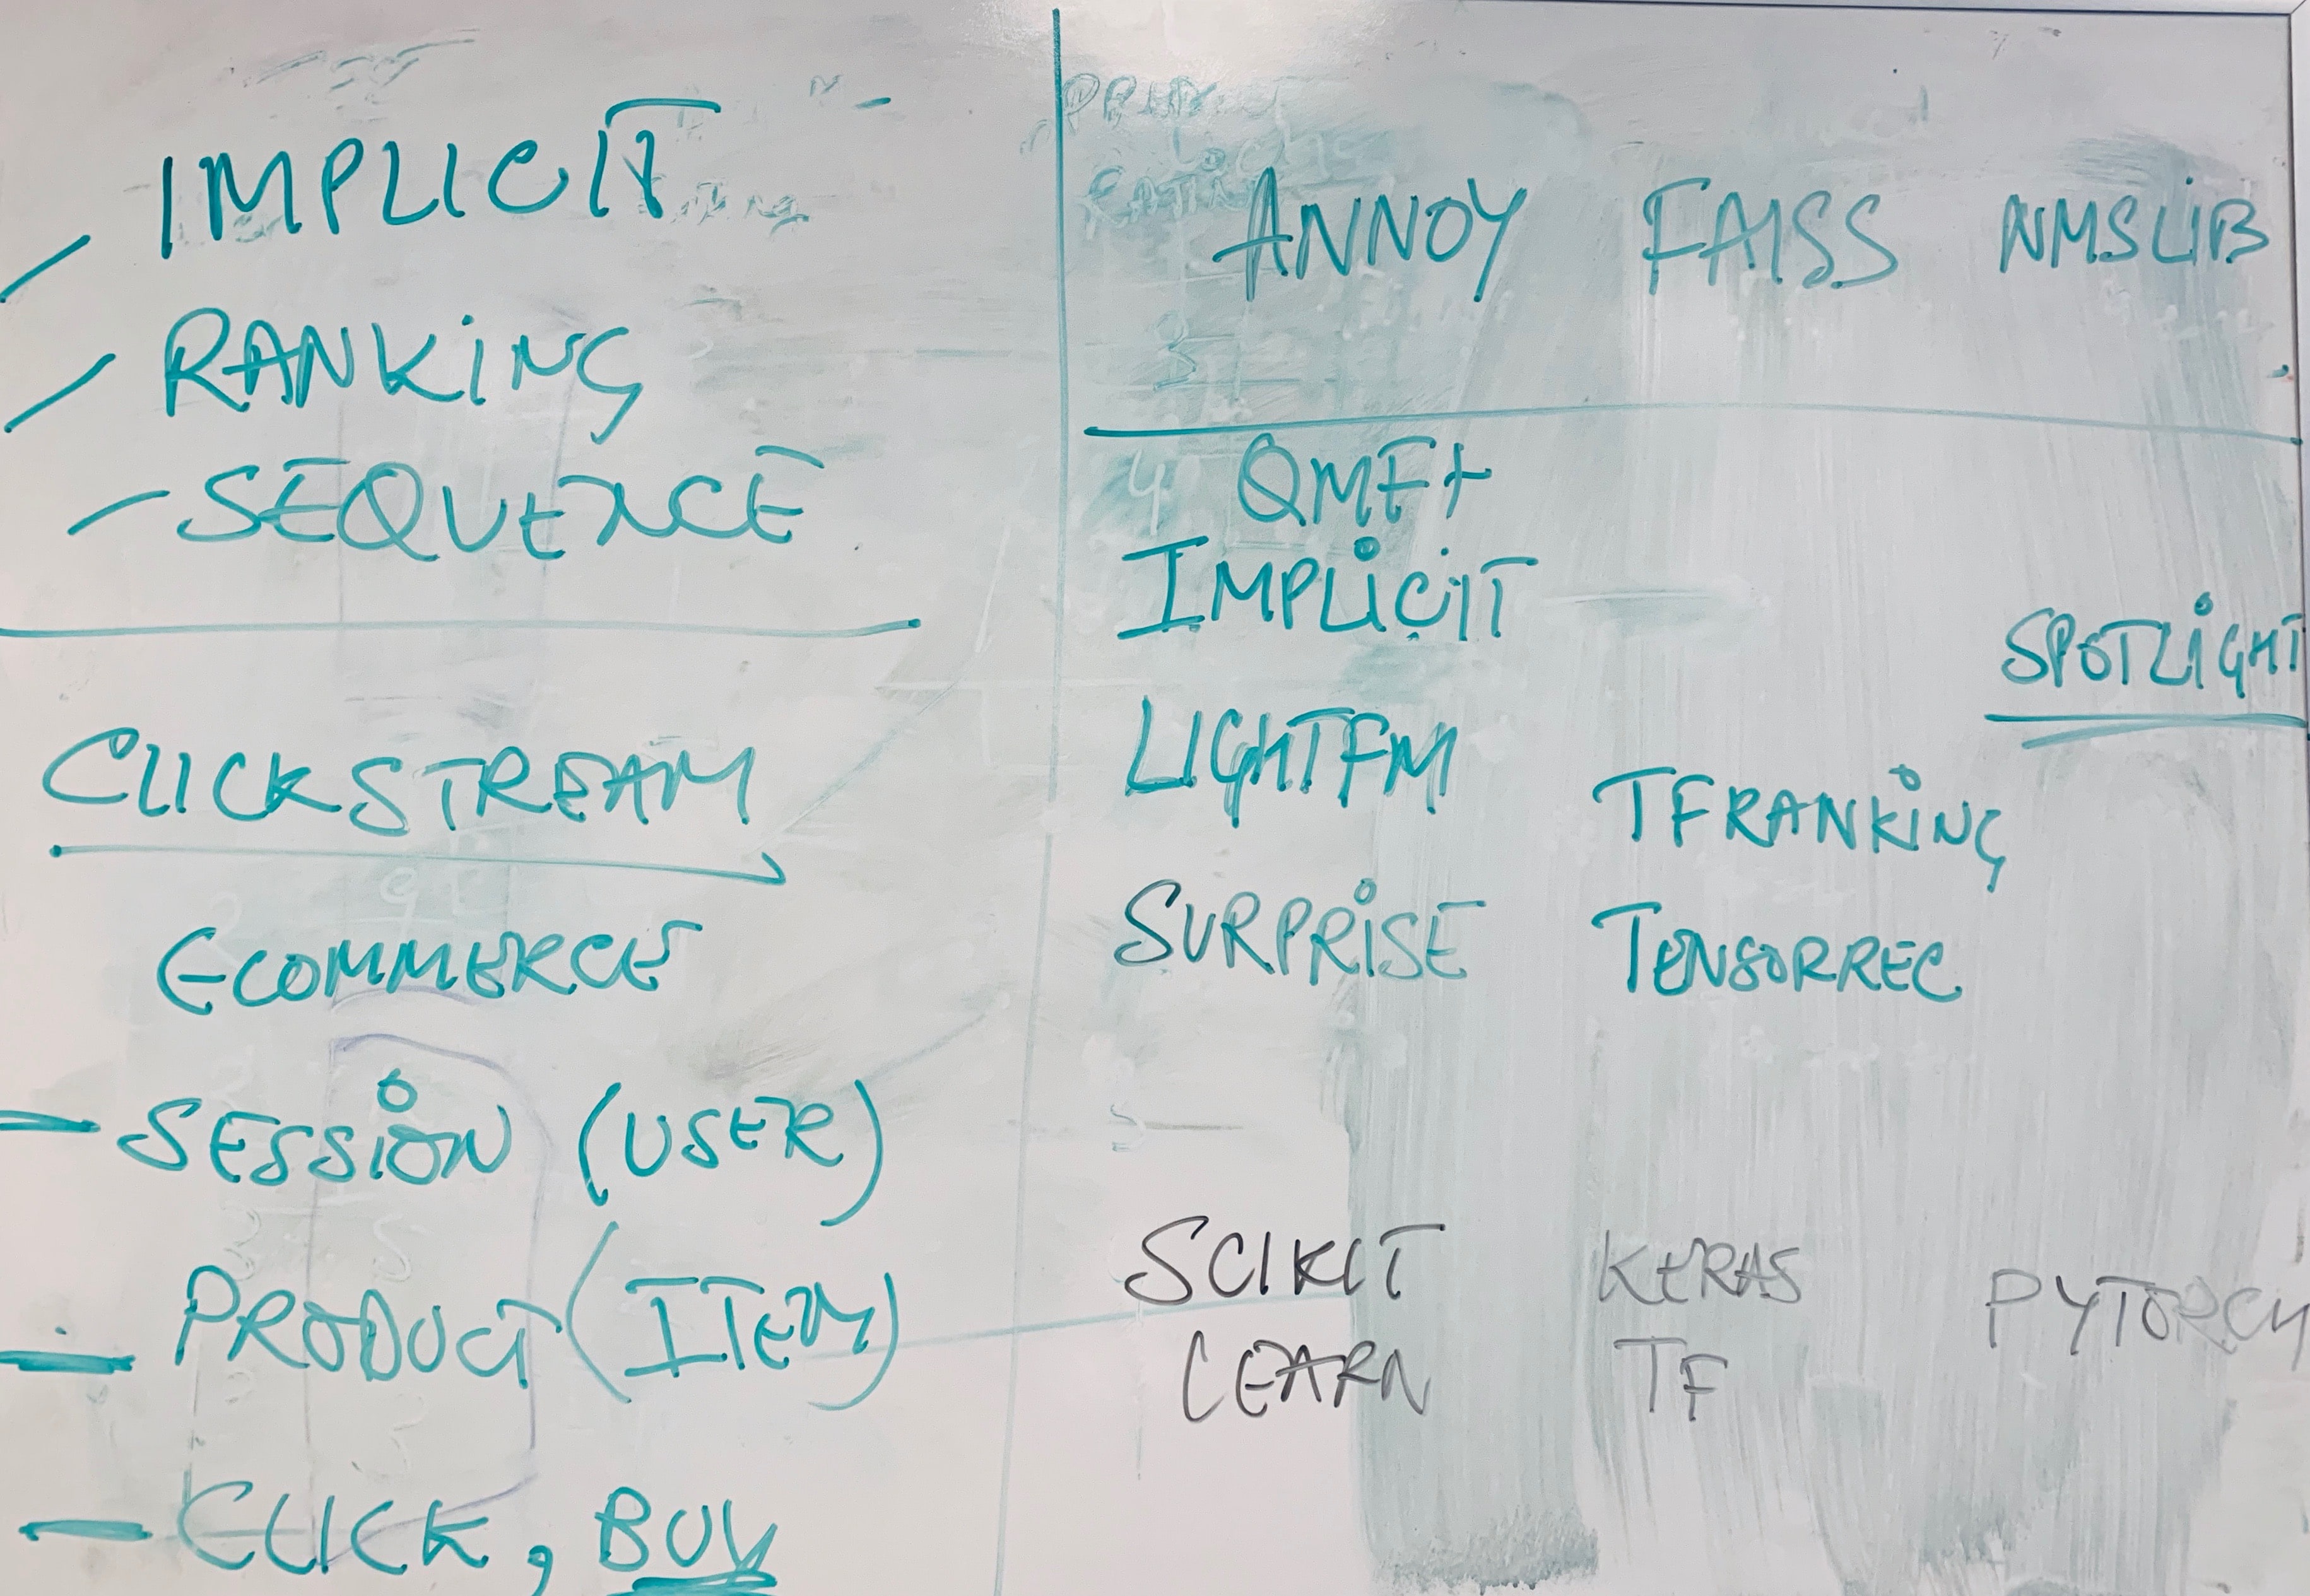 IMPLICIT
RANKING
SEQUENCE
CLICKSTREAM
ECOMMERCE
SESSION (USER)
PRODUCT (ITEM)
CLICK, BUY
ANNOY FAISS NMSLIB
QMF+
IMPLICIT
SPOTLIGHT
LIGHTFM
TFRANKING
SURPRISE TENSORREC
SCIKIT KERAS PYTORCH
LEARN TF